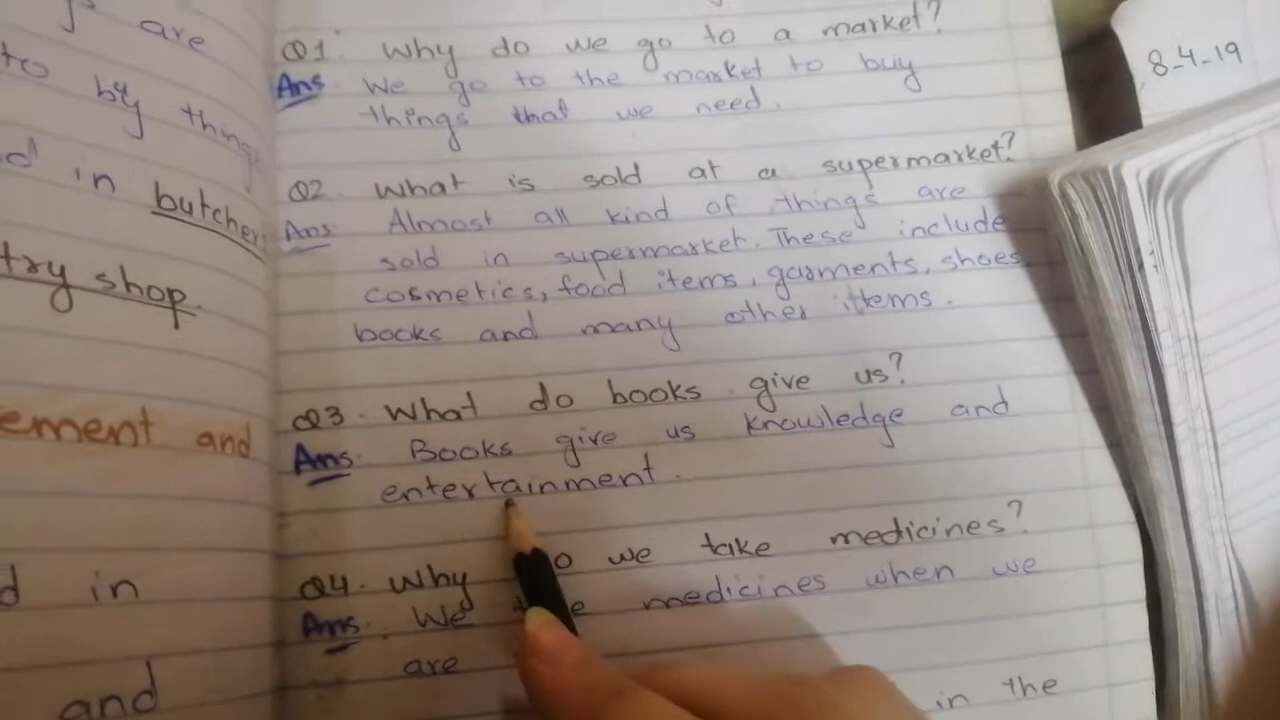 are
to by things
in butcher
try shop.
ement and
d in
and
Q1. Why do we go to a market?
Ans. We go to the market to buy
things that we need.
Q2. What is sold at a supermarket?
Ans. Almost all kind of things are
sold in supermarket. These include
cosmetics, food items, garments, shoes
books and many other ittems.
Q3. What do books give us?
Ans. Books give us knowledge and
entertainment.
Q4. Why we take medicines?
Ans. We medicines when we
are
in the
8-4-19